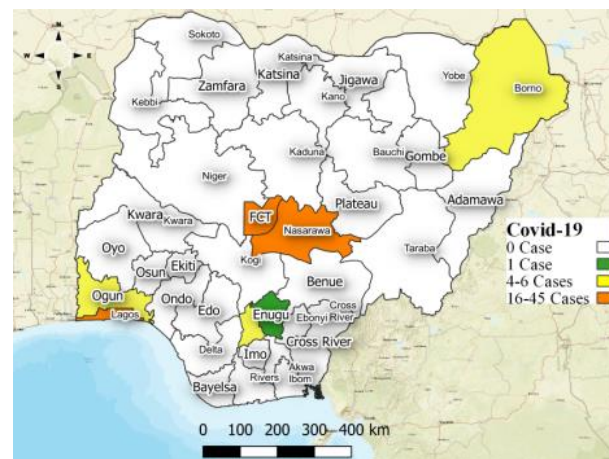 Sokoto
Katsina
Zamfara
Katsina
Jigawa
Yobe
Borno
Kebbi
Kano
Kaduna
Bauchi
Gombe
Niger
Adamawa
Plateau
FCT
Nasarawa
Kwara
Kwara
Taraba
Oyo
Kogi
Osun
Ekiti
Benue
Ogun
Ondo
Edo
Lagos
Enugu
Ebonyi
Cross
River
Delta
Imo
Cross River
Bayelsa
Rivers
Akwa
Ibom
N
W
E
S
Covid-19
0 Case
1 Case
4-6 Cases
16-45 Cases
0 100 200 300 400 km